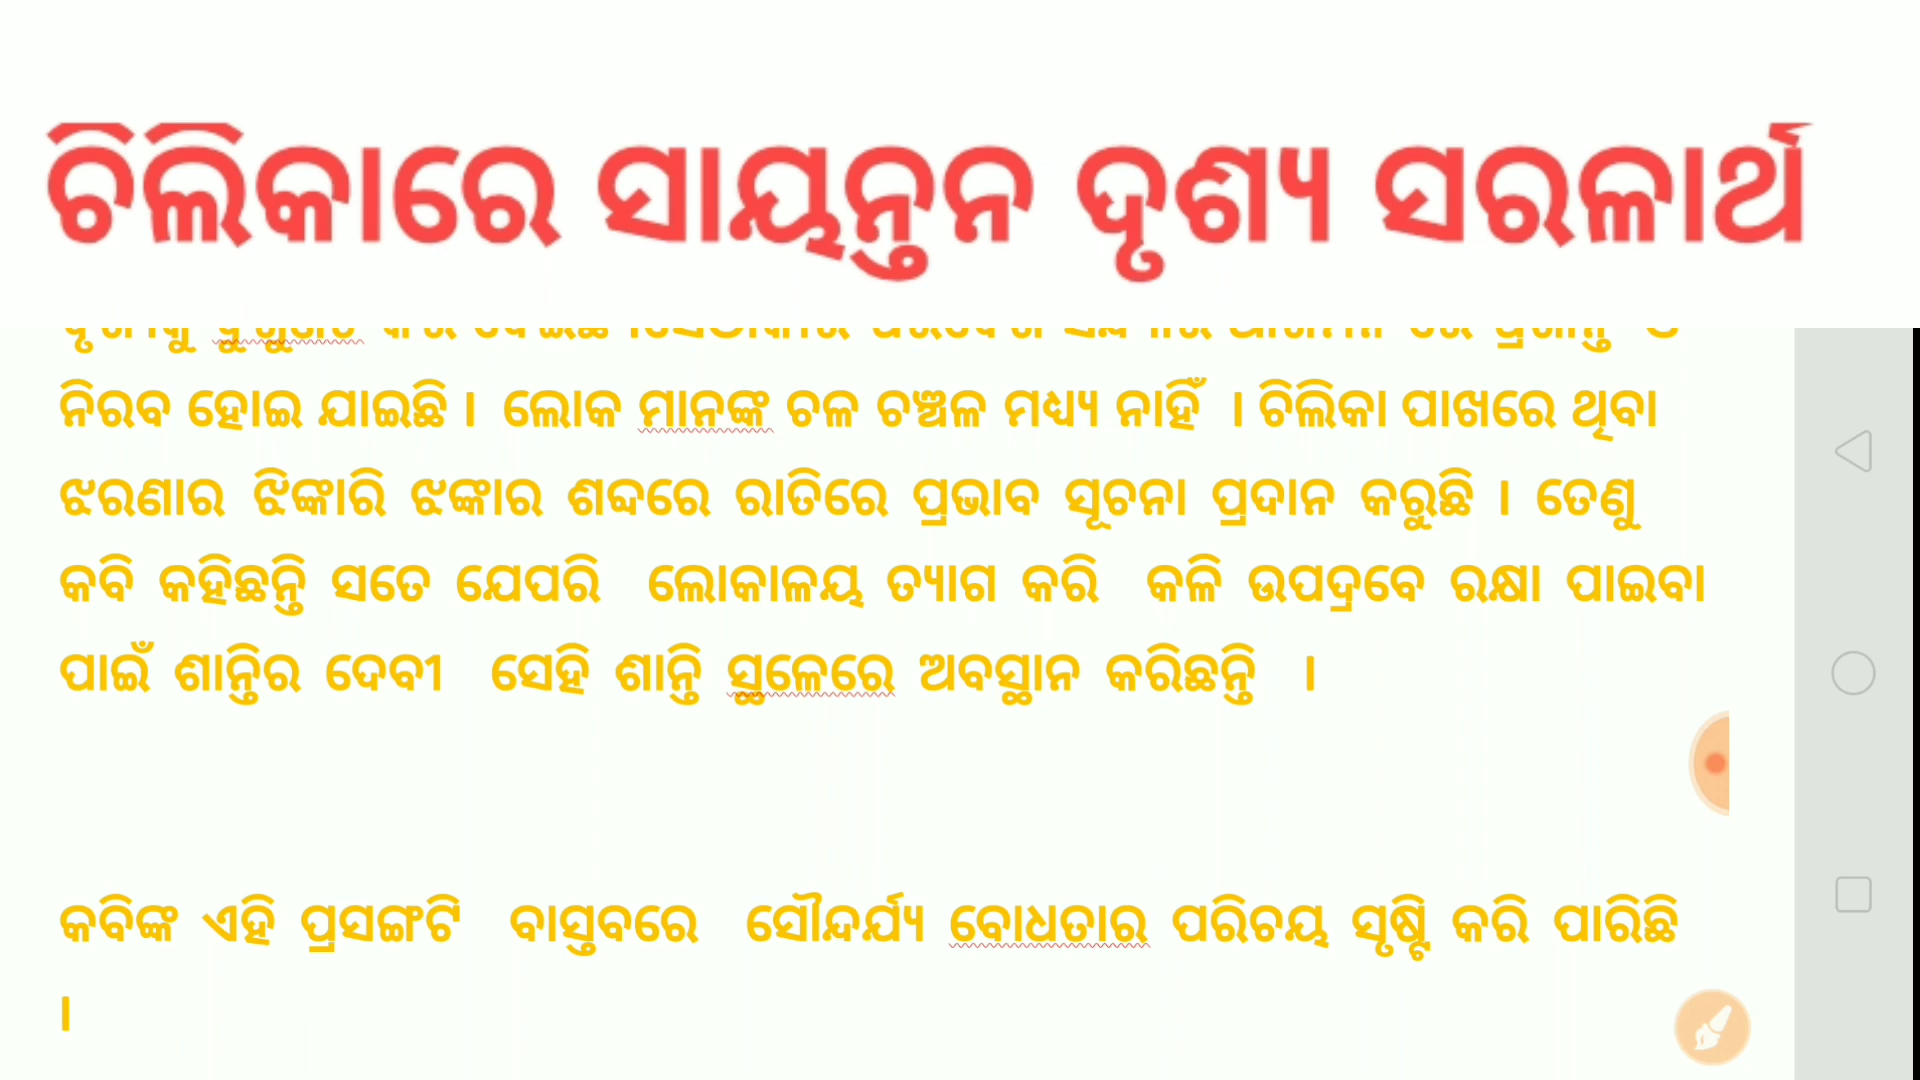 ଚିଲିକାରେ ସାୟନ୍ତନ ଦୃଶ୍ୟ ସରଳାର୍ଥ
ନିରବ ହୋଇ ଯାଇଛି । ଲୋକ ମାନଙ୍କ ଚଳ ଚଞ୍ଚଳ ମଧ୍ୟ ନାହିଁ । ଚିଲିକା ପାଖରେ ଥିବା
ଝରଣାର ଝିଙ୍କାରି ଝଙ୍କାର ଶବ୍ଦରେ ରାତିରେ ପ୍ରଭାବ ସୂଚନା ପ୍ରଦାନ କରୁଛି । ତେଣୁ
କବି କହିଛନ୍ତି ସତେ ଯେପରି ଲୋକାଳୟ ତ୍ୟାଗ କରି କଳି ଉପଦ୍ରବେ ରକ୍ଷା ପାଇବା
ପାଇଁ ଶାନ୍ତିର ଦେବୀ ସେହି ଶାନ୍ତି ସ୍ଥଳେରେ ଅବସ୍ଥାନ କରିଛନ୍ତି ।
କବିଙ୍କ ଏହି ପ୍ରସଙ୍ଗଟି ବାସ୍ତବରେ ସୌନ୍ଦର୍ଯ୍ୟ ବୋଧତାର ପରିଚୟ ସୃଷ୍ଟି କରି ପାରିଛି
।